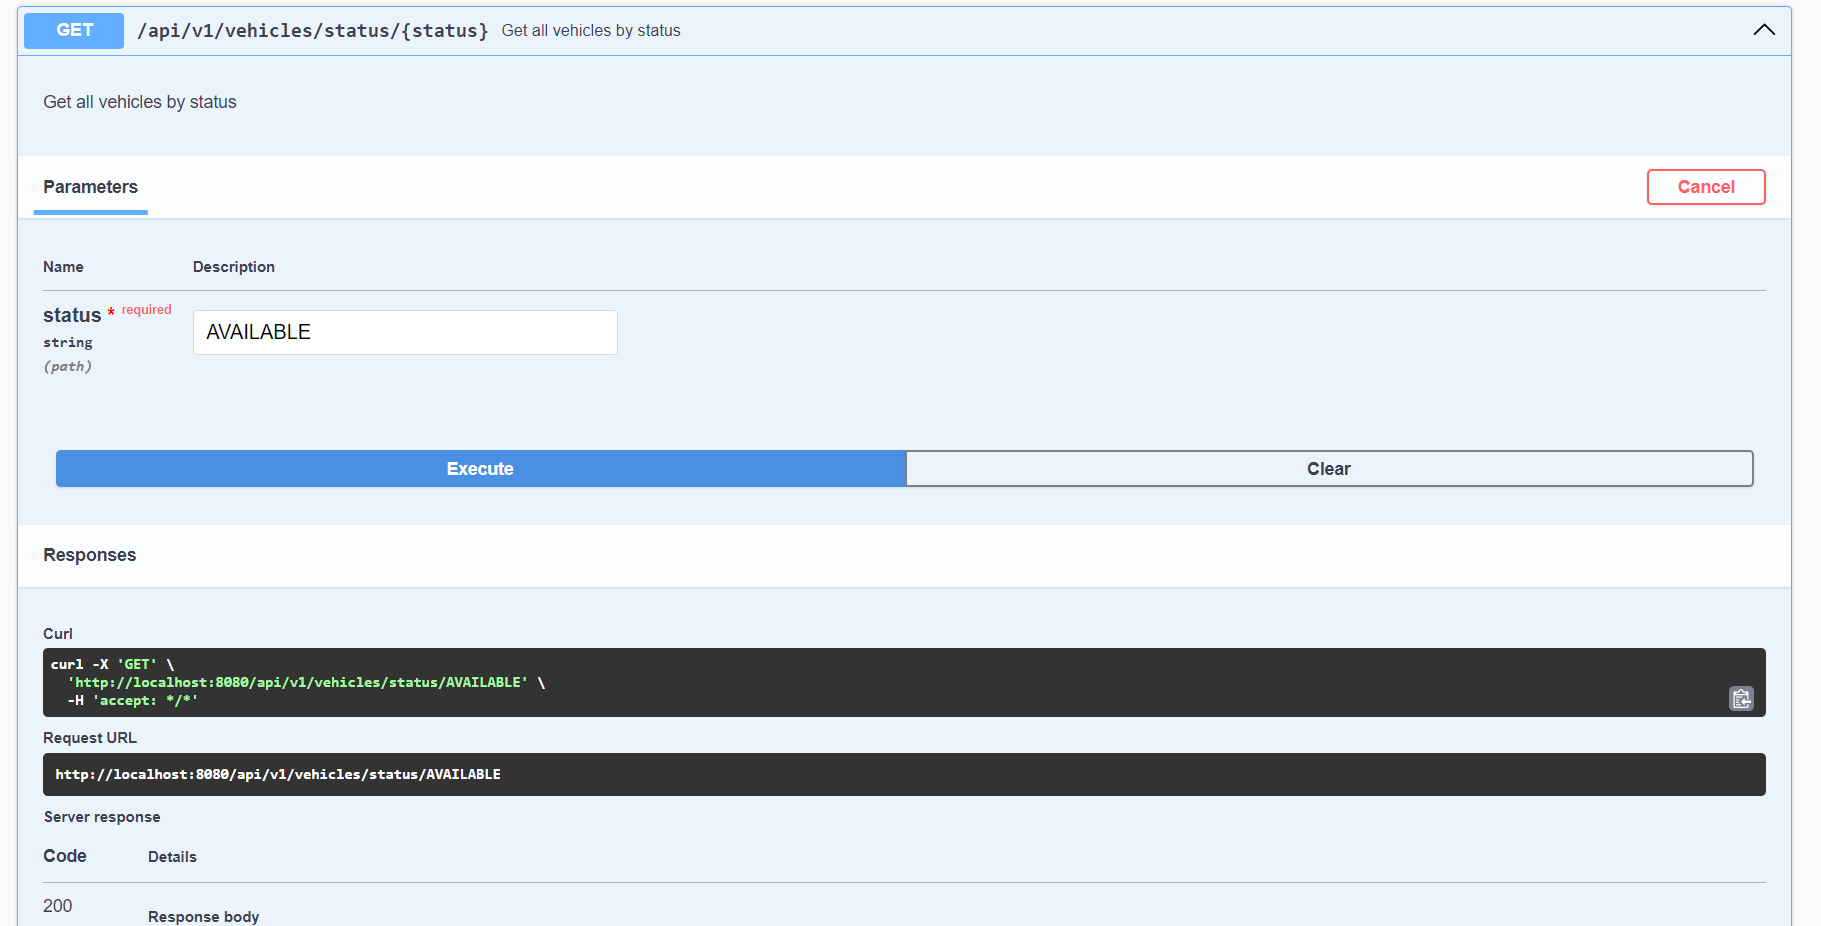 GET /api/v1/vehicles/status/{status} Get all vehicles by status
Get all vehicles by status
Parameters Cancel
Name Description
status * required AVAILABLE
string
(path)
Execute Clear
Responses
Curl
curl -X 'GET' \
'http://localhost:8080/api/v1/vehicles/status/AVAILABLE' \
-H 'accept: */*'
Request URL
http://localhost:8080/api/v1/vehicles/status/AVAILABLE
Server response
Code Details
200
Response body